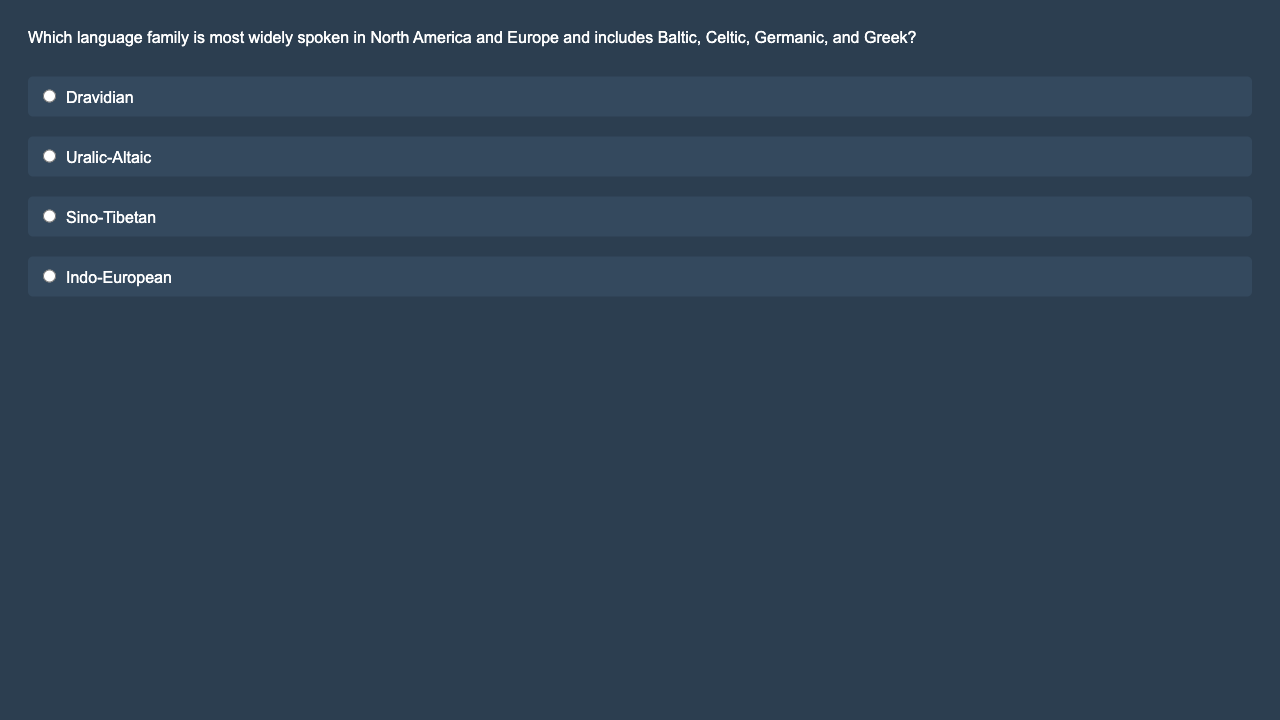 Which language family is most widely spoken in North America and Europe and includes Baltic, Celtic, Germanic, and Greek?
Dravidian
Uralic-Altaic
Sino-Tibetan
Indo-European